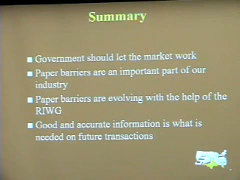 Summary
Government should let the market work
Paper barriers are an important part of our
industry
Paper barriers are evolving with the help of the
RIWG
Good and accurate information is what is
needed on future transactions